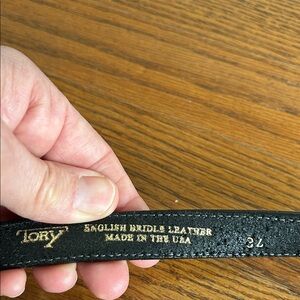 TORY
ENGLISH BRIDLE LEATHER
MADE IN THE USA
32